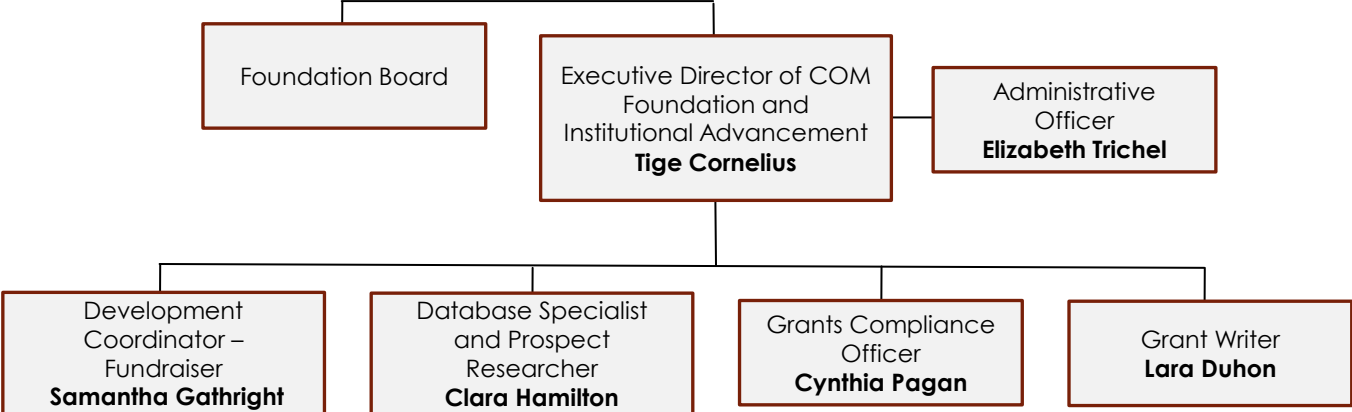 Foundation Board
Executive Director of COM
Foundation and
Institutional Advancement
Tige Cornelius
Administrative
Officer
Elizabeth Trichel
Development
Coordinator –
Fundraiser
Samantha Gathright
Database Specialist
and Prospect
Researcher
Clara Hamilton
Grants Compliance
Officer
Cynthia Pagan
Grant Writer
Lara Duhon